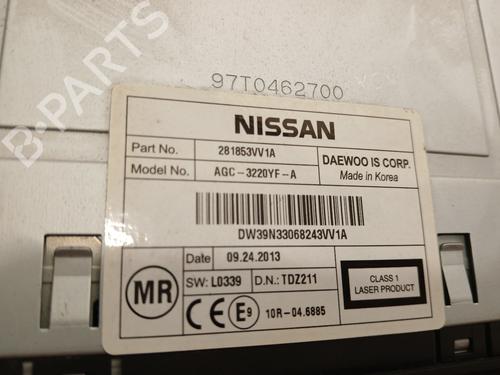 B-PARTS
97T0462700
NISSAN
Part No. 281853VV1A
Model No. AGC-3220YF-A
DAEWOO IS CORP.
Made in Korea
DW39N33068243VV1A
Date 09.24.2013
SW: L0339 D.N.: TDZ211
MR
CE E9 10R-04.6885
CLASS 1
LASER PRODUCT